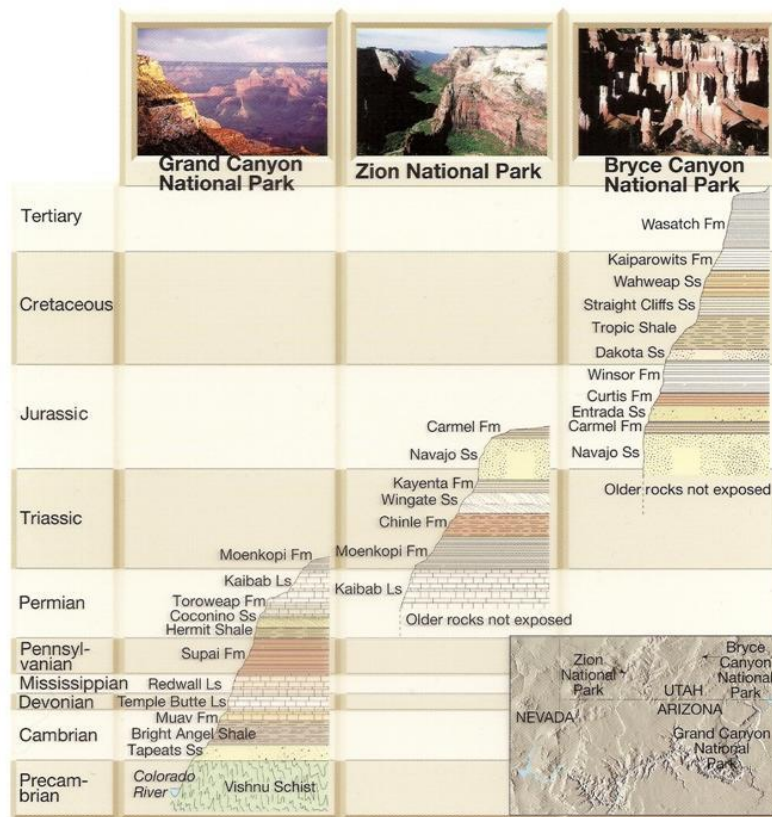 Grand Canyon
National Park
Zion National Park
Bryce Canyon
National Park
Tertiary
Wasatch Fm
Kaiparowits Fm
Cretaceous
Wahweap Ss
Straight Cliffs Ss
Tropic Shale
Dakota Ss
Winsor Fm
Jurassic
Curtis Fm
Entrada Ss
Carmel Fm
Carmel Fm
Navajo Ss
Navajo Ss
Kayenta Fm
Wingate Ss
Older rocks not exposed
Triassic
Chinle Fm
Moenkopi Fm
Moenkopi Fm
Kaibab Ls
Kaibab Ls
Permian
Toroweap Fm
Coconino Ss
Older rocks not exposed
Hermit Shale
Pennsyl-
vanian
Supai Fm
Mississippian
Redwall Ls
Devonian
Temple Butte Ls
Muav Fm
Cambrian
Bright Angel Shale
Tapeats Ss
Precam-
brian
Colorado
River
Vishnu Schist
Zion
National
Park
Bryce
Canyon
National
Park
UTAH
NEVADA
ARIZONA
Grand Canyon
National
Park